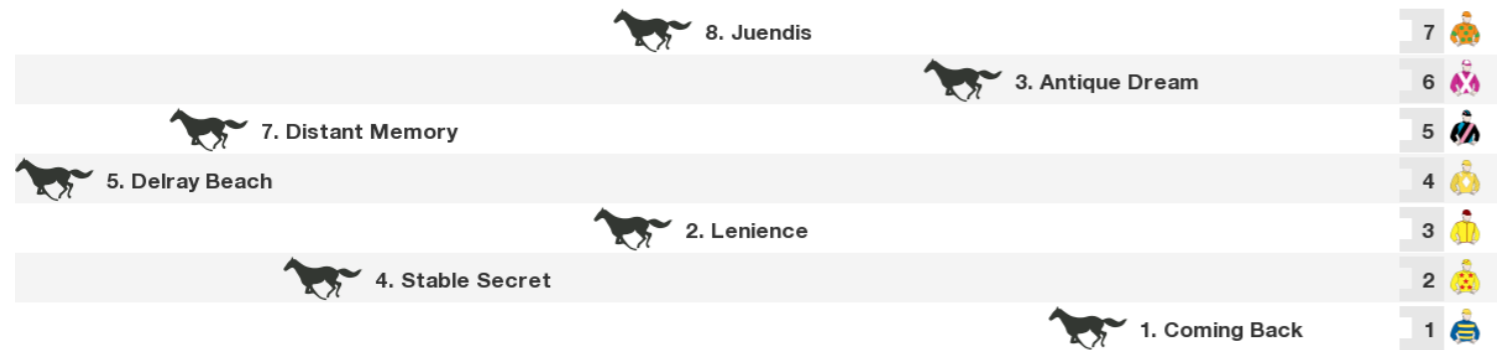 8. Juendis 7
3. Antique Dream 6
7. Distant Memory 5
5. Delray Beach 4
2. Lenience 3
4. Stable Secret 2
1. Coming Back 1